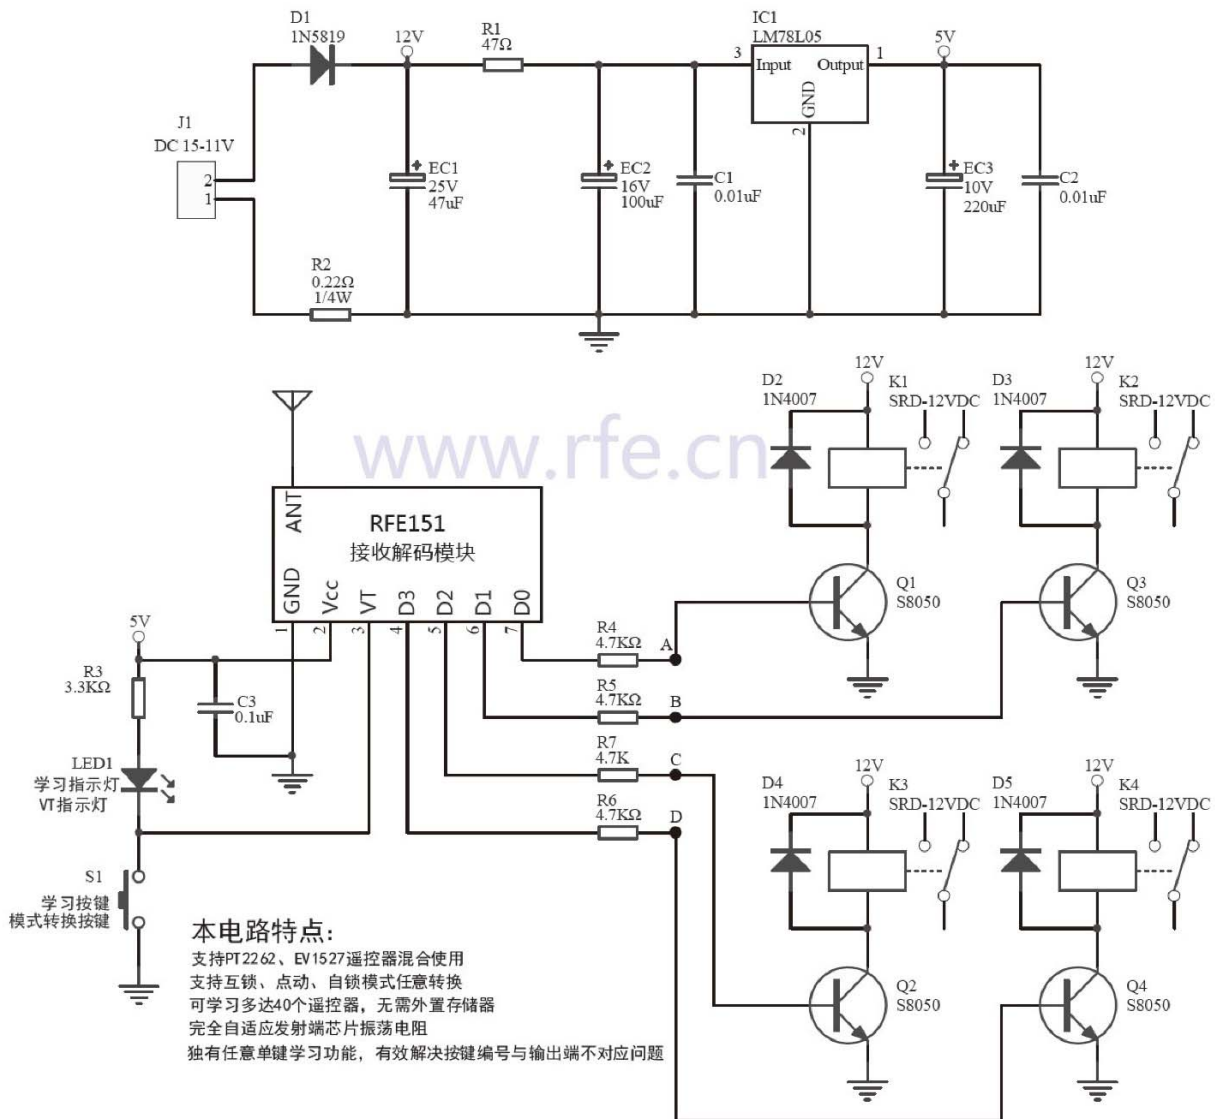 D1
1N5819
12V
R1
47Ω
IC1
LM78L05
3
Input
Output
1
GND
2
5V
J1
DC 15-11V
2
1
EC1
25V
47uF
EC2
16V
100uF
C1
0.01uF
EC3
10V
220uF
C2
0.01uF
R2
0.22Ω
1/4W
www.rfe.cn
ANT
RFE151
接收解码模块
GND
Vcc
VT
D3
D2
D1
D0
1
2
3
4
5
6
7
5V
R3
3.3KΩ
C3
0.1uF
LED1
学习指示灯
VT指示灯
S1
学习按键
模式转换按键
R4
4.7KΩ
A
R5
4.7KΩ
B
R7
4.7K
C
R6
4.7KΩ
D
12V
D2
1N4007
K1
SRD-12VDC
Q1
S8050
12V
D3
1N4007
K2
SRD-12VDC
Q3
S8050
12V
D4
1N4007
K3
SRD-12VDC
Q2
S8050
12V
D5
1N4007
K4
SRD-12VDC
Q4
S8050
本电路特点：
支持PT2262、EV1527遥控器混合使用
支持互锁、点动、自锁模式任意转换
可学习多达40个遥控器，无需外置存储器
完全自适应发射端芯片振荡电阻
独有任意单键学习功能，有效解决按键编号与输出端不对应问题